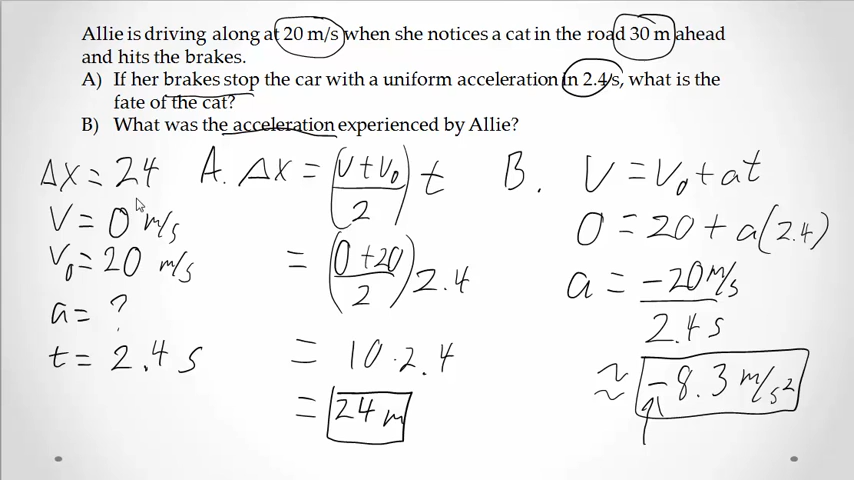 Allie is driving along at 20 m/s when she notices a cat in the road 30 m ahead
and hits the brakes.
A) If her brakes stop the car with a uniform acceleration in 2.4/s, what is the
fate of the cat?
B) What was the acceleration experienced by Allie?
Δx = 24
V = 0 m/s
V₀ = 20 m/s
a = ?
t = 2.4 s
A. Δx = ((V + V₀)/2) t
= ((0 + 20)/2) 2.4
= 10 · 2.4
= 24 m
B. V = V₀ + at
0 = 20 + a(2.4)
a = -20 m/s
2.4 s
≈ -8.3 m/s²